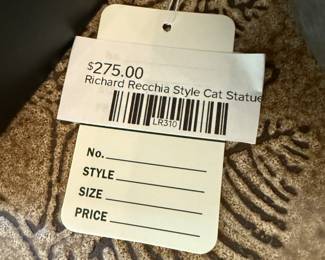 $275.00
Richard Recchia Style Cat Statue
LR310
No.
STYLE
SIZE
PRICE